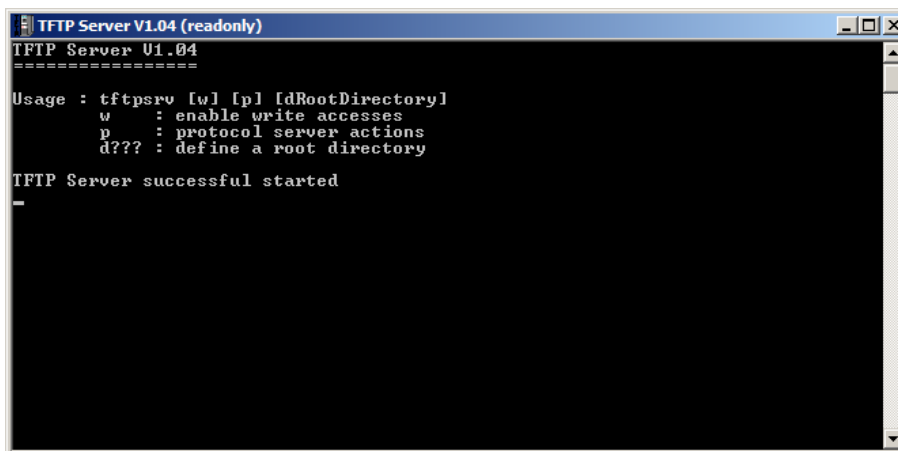 TFTP Server V1.04 (readonly)
TFTP Server V1.04
=================
Usage : tftpsrv [w] [p] [dRootDirectory]
w : enable write accesses
p : protocol server actions
d??? : define a root directory
TFTP Server successful started